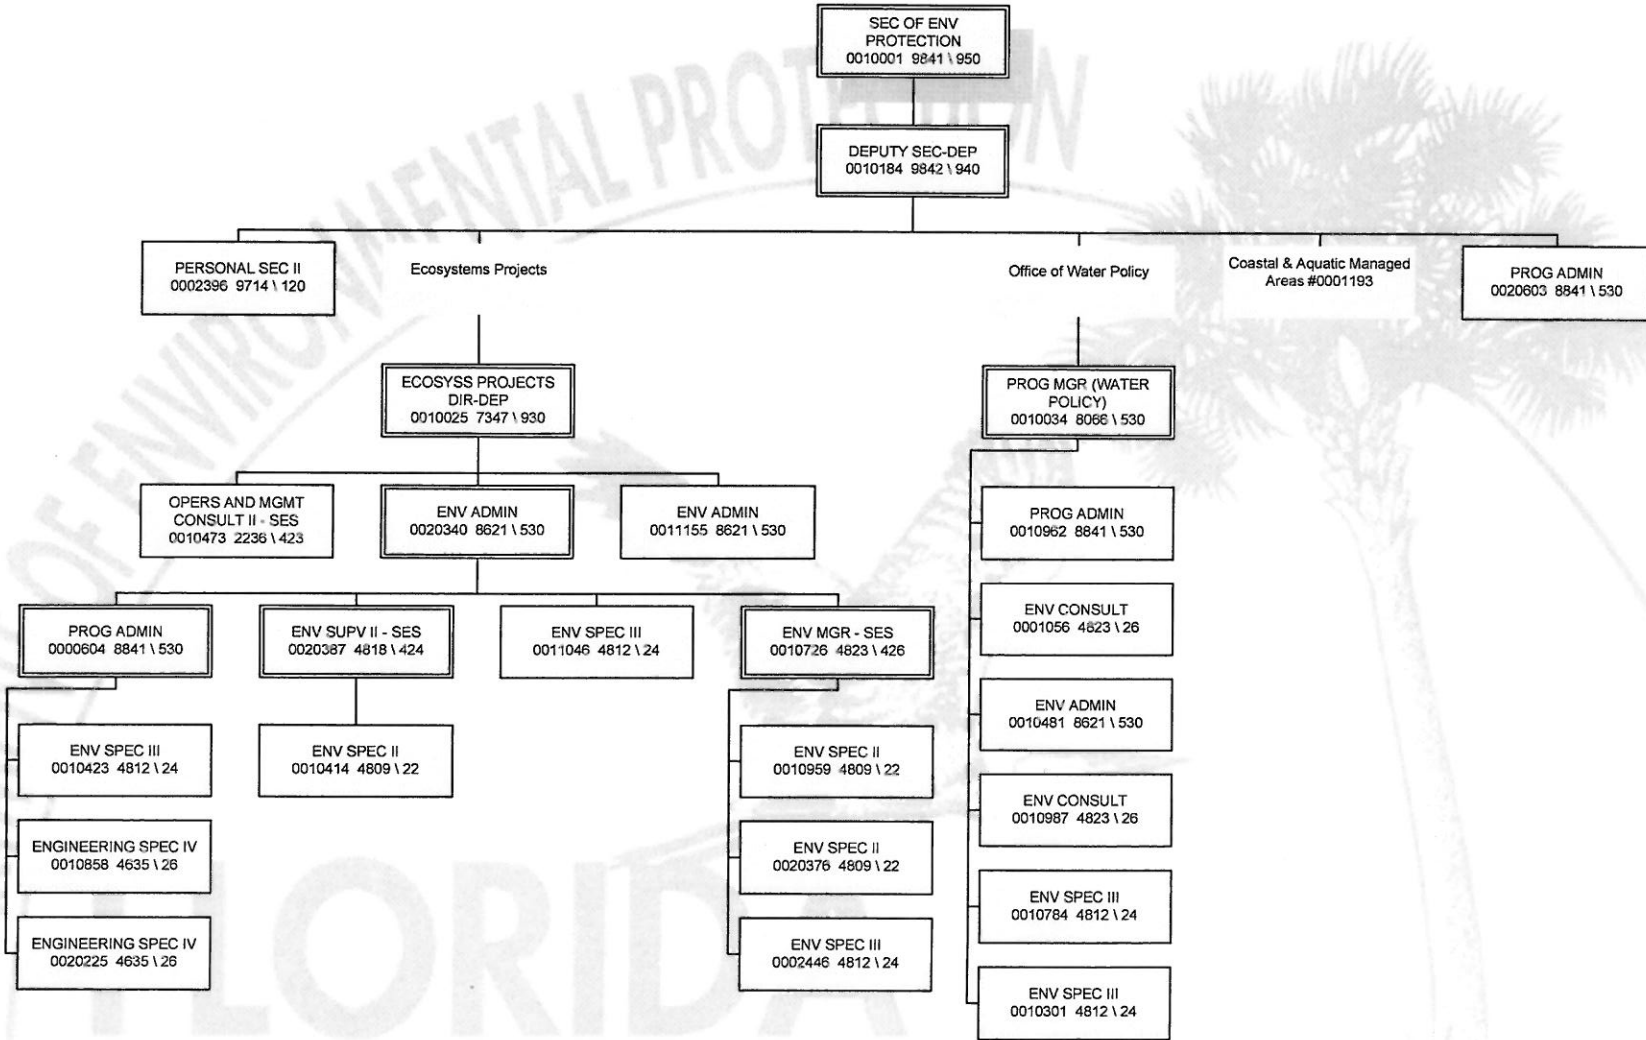 SEC OF ENV
PROTECTION
0010001 9841 \ 950
DEPUTY SEC-DEP
0010184 9842 \ 940
PERSONAL SEC II
0002396 9714 \ 120
Ecosystems Projects
Office of Water Policy
Coastal & Aquatic Managed
Areas #0001193
PROG ADMIN
0020603 8841 \ 530
ECOSYSS PROJECTS
DIR-DEP
0010025 7347 \ 930
PROG MGR (WATER
POLICY)
0010034 8066 \ 530
OPERS AND MGMT
CONSULT II - SES
0010473 2236 \ 423
ENV ADMIN
0020340 8621 \ 530
ENV ADMIN
0011155 8621 \ 530
PROG ADMIN
0000604 8841 \ 530
ENV SUPV II - SES
0020387 4818 \ 424
ENV SPEC III
0011046 4812 \ 24
ENV MGR - SES
0010726 4823 \ 426
ENV SPEC III
0010423 4812 \ 24
ENGINEERING SPEC IV
0010858 4635 \ 26
ENGINEERING SPEC IV
0020225 4635 \ 26
ENV SPEC II
0010414 4809 \ 22
ENV SPEC II
0010959 4809 \ 22
ENV SPEC II
0020376 4809 \ 22
ENV SPEC III
0002446 4812 \ 24
PROG ADMIN
0010962 8841 \ 530
ENV CONSULT
0001056 4823 \ 26
ENV ADMIN
0010481 8621 \ 530
ENV CONSULT
0010987 4823 \ 26
ENV SPEC III
0010784 4812 \ 24
ENV SPEC III
0010301 4812 \ 24
OF ENVIRONMENTAL PROTECTION
FLORIDA